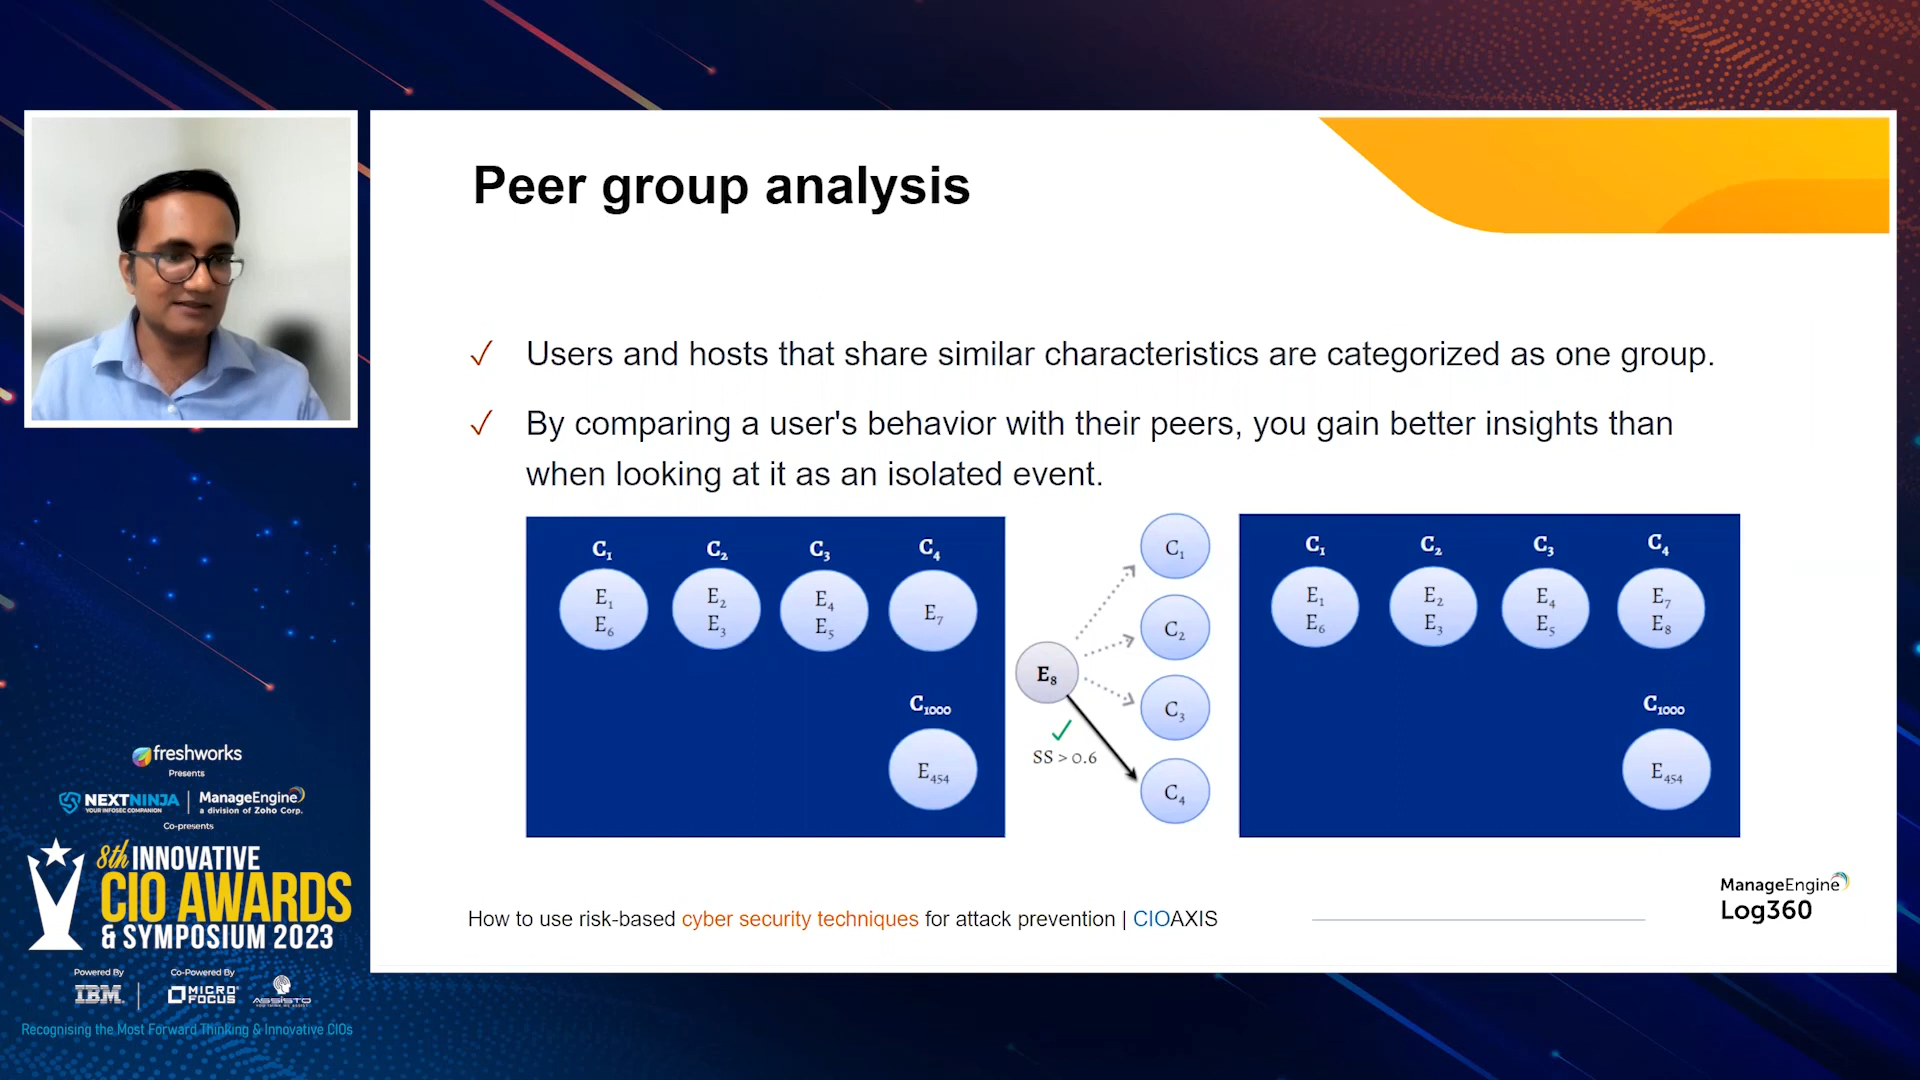 Peer group analysis
✓ Users and hosts that share similar characteristics are categorized as one group.
✓ By comparing a user's behavior with their peers, you gain better insights than
when looking at it as an isolated event.
C₁ C₂ C₃ C₄
E₁ E₂ E₄ E₇
E₆ E₃ E₅
C₁₀₀₀
E₄₅₄
E₈
✓
SS > 0.6
C₁
C₂
C₃
C₄
C₁ C₂ C₃ C₄
E₁ E₂ E₄ E₇
E₆ E₃ E₅ E₈
C₁₀₀₀
E₄₅₄
How to use risk-based cyber security techniques for attack prevention | CIOAXIS
ManageEngine
Log360
freshworks
Presents
NEXTNINJA
YOUR INFOSEC COMPANION
ManageEngine
a division of Zoho Corp.
Co-presents
8th INNOVATIVE
CIO AWARDS
& SYMPOSIUM 2023
Powered By
IBM
Co-Powered By
MICRO
FOCUS
ASSISTO
Recognising the Most Forward Thinking & Innovative CIOs